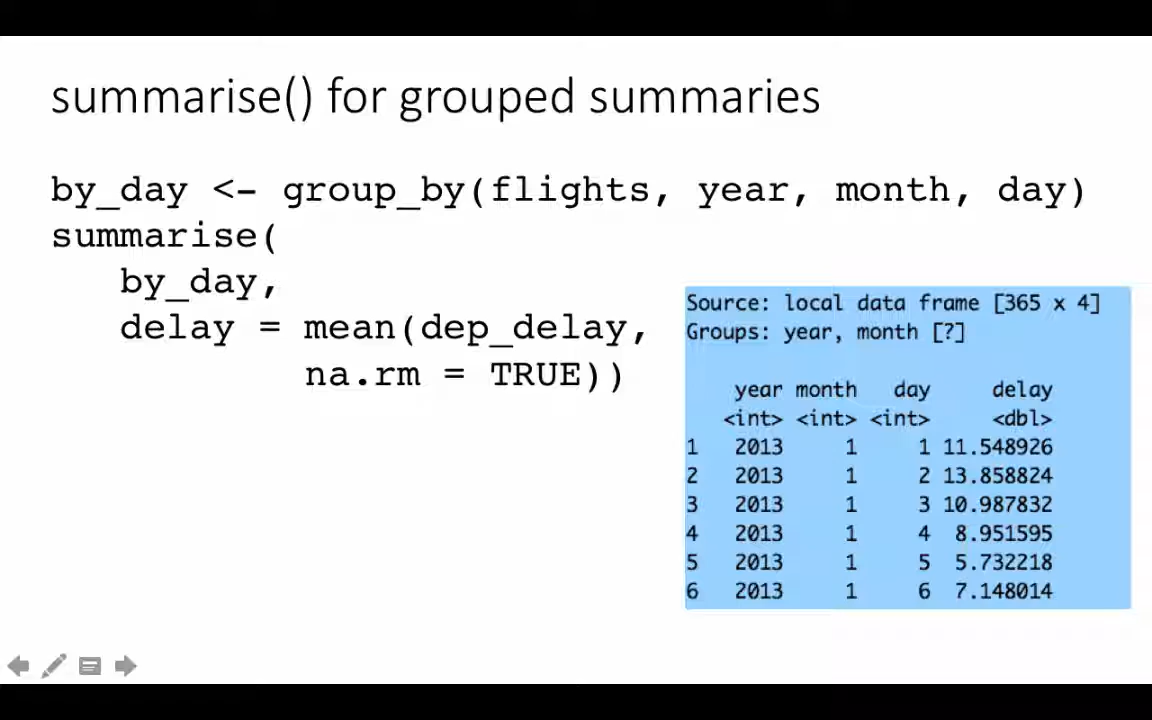 summarise() for grouped summaries
by_day <- group_by(flights, year, month, day)
summarise(
by_day,
delay = mean(dep_delay,
na.rm = TRUE))
Source: local data frame [365 x 4]
Groups: year, month [?]
year month day delay
<int> <int> <int> <dbl>
1 2013 1 1 11.548926
2 2013 1 2 13.858824
3 2013 1 3 10.987832
4 2013 1 4 8.951595
5 2013 1 5 5.732218
6 2013 1 6 7.148014